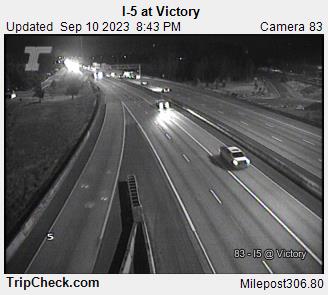 I-5 at Victory
Updated Sep 10 2023 8:43 PM Camera 83
T
5
83 - I5 @ Victory
TripCheck.com Milepost306.80